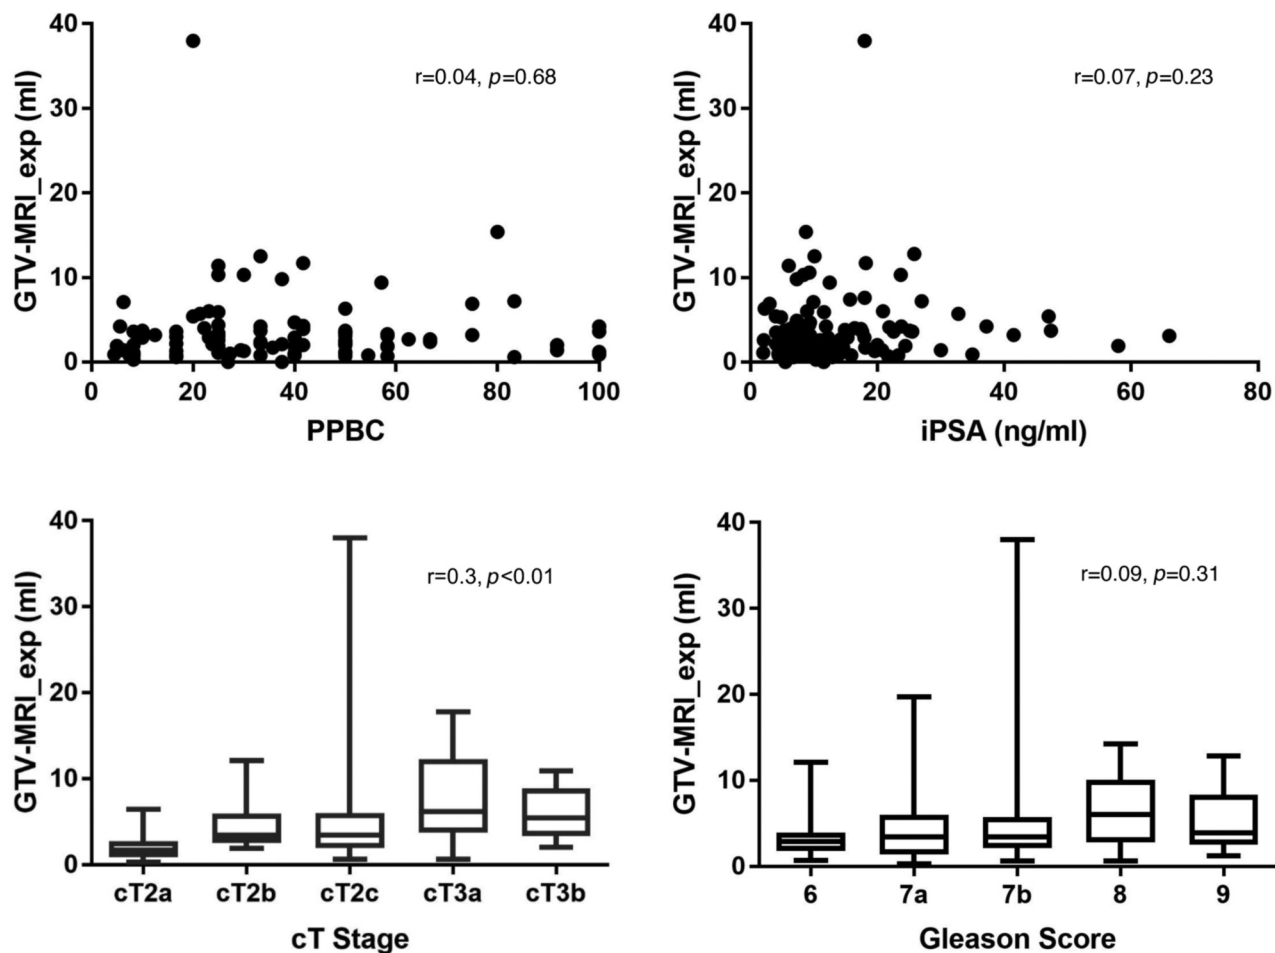 40
30
20
10
0
GTV-MRI_exp (ml)
r=0.04, p=0.68
0 20 40 60 80 100
PPBC
40
30
20
10
0
GTV-MRI_exp (ml)
r=0.07, p=0.23
0 20 40 60 80
iPSA (ng/ml)
40
30
20
10
0
GTV-MRI_exp (ml)
r=0.3, p<0.01
cT2a cT2b cT2c cT3a cT3b
cT Stage
40
30
20
10
0
GTV-MRI_exp (ml)
r=0.09, p=0.31
6 7a 7b 8 9
Gleason Score